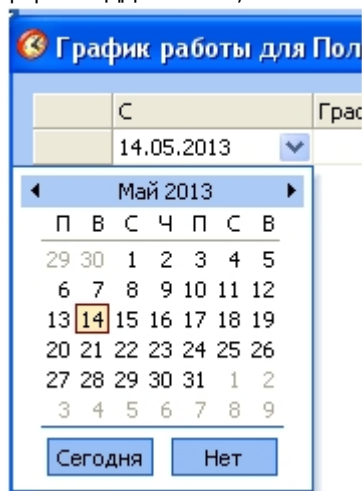 График работы для Пол
С Граф
14.05.2013
Май 2013
П В С Ч П С В
29 30 1 2 3 4 5
6 7 8 9 10 11 12
13 14 15 16 17 18 19
20 21 22 23 24 25 26
27 28 29 30 31 1 2
3 4 5 6 7 8 9
Сегодня Нет